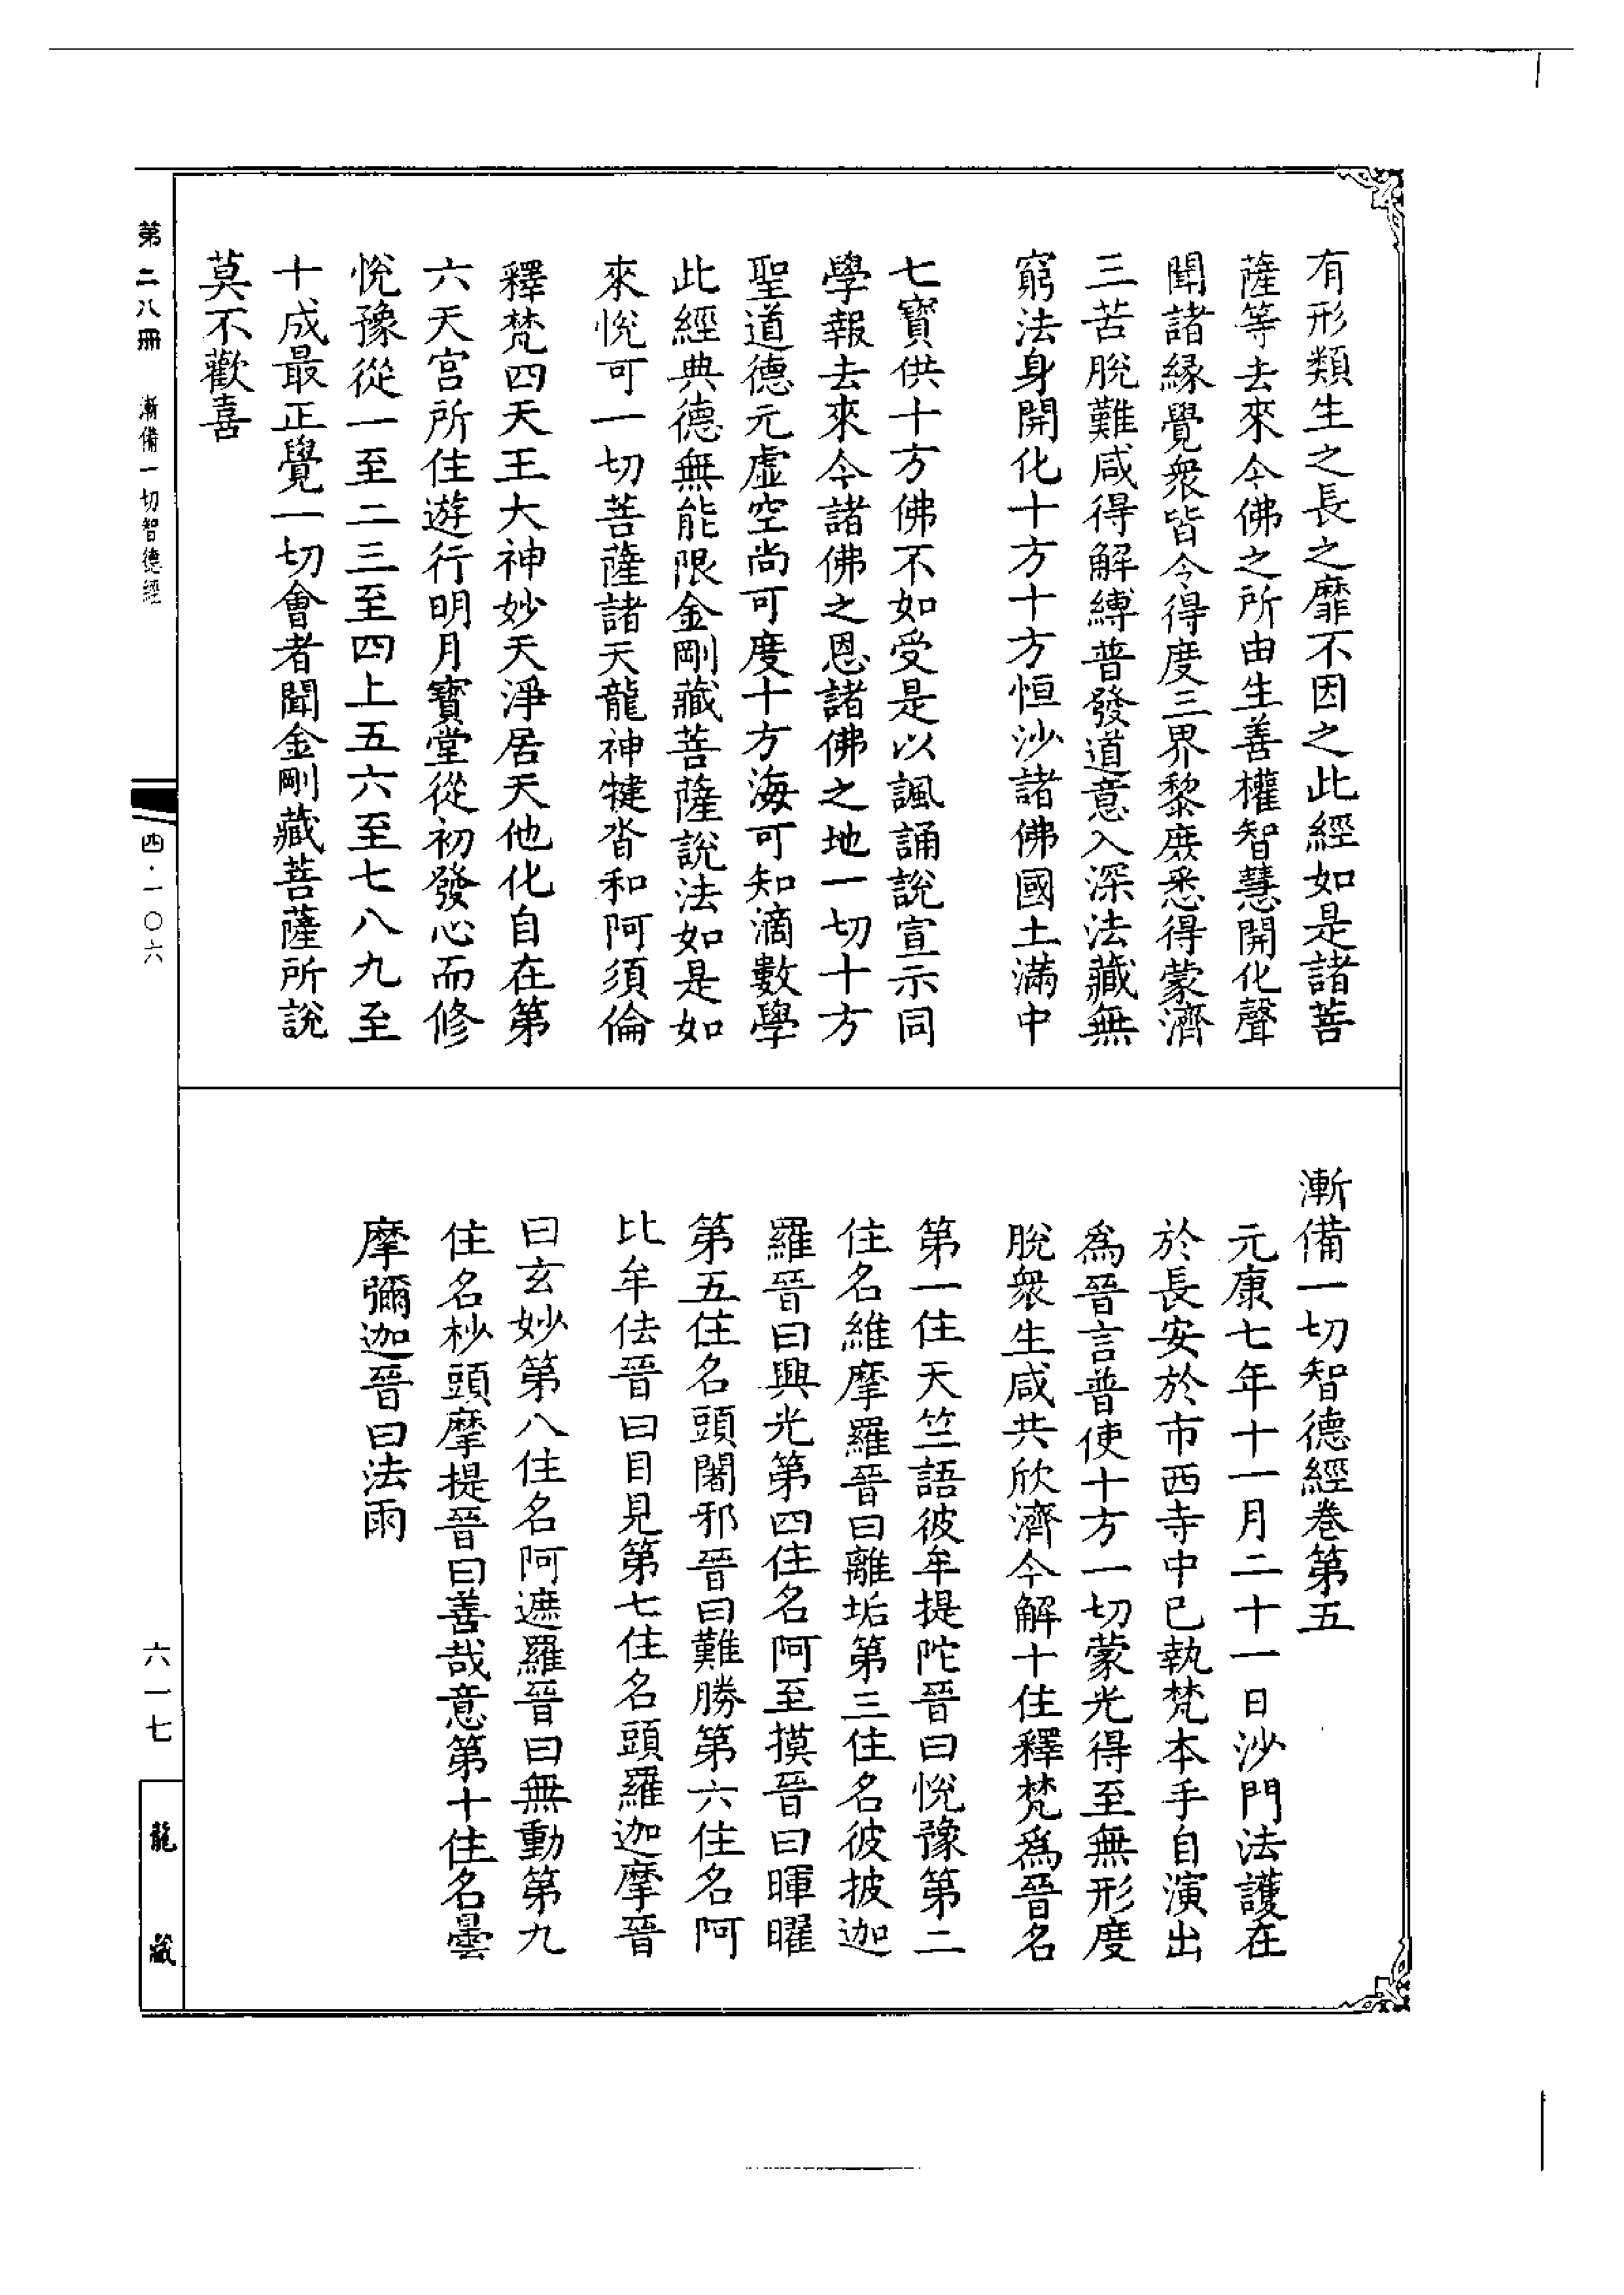 有形類生之長之靡不因之此經如是諸菩
薩等去來今佛之所由生善權智慧開化聲
聞諸緣覺衆皆令得度三界黎庶悉得蒙濟
三苦脫難咸得解縛普發道意入深法藏無
窮法身開化十方十方恒沙諸佛國土滿中
七寶供十方佛不如受是以諷誦說宣示同
學報去來今諸佛之恩諸佛之地一切十方
聖道德元虛空尚可度十方海可知滴數學
此經典德無能限金剛藏菩薩說法如是如
來悅可一切菩薩諸天龍神犍沓和阿須倫
釋梵四天王大神妙天淨居天他化自在第
六天宮所住遊行明月寶堂從初發心而修
悅豫從一至二三至四上五六至七八九至
十成最正覺一切會者聞金剛藏菩薩所說
莫不歡喜
漸備一切智德經卷第五
元康七年十一月二十一日沙門法護在
於長安於市西寺中已執梵本手自演出
爲晉言普使十方一切蒙光得至無形度
脫衆生咸共欣濟今解十住釋梵爲晉名
第一住天竺語彼牟提陀晉曰悅豫第二
住名維摩羅晉曰離垢第三住名彼披迦
羅晉曰興光第四住名阿至摸晉曰暉曜
第五住名頭闍邪晉曰難勝第六住名阿
比牟佉晉曰目見第七住名頭羅迦摩晉
曰玄妙第八住名阿遮羅晉曰無動第九
住名杪頭摩提晉曰善哉意第十住名曇
摩彌迦晉曰法雨
第二八冊
漸備一切智德經
四·一〇六
六一七
龍藏